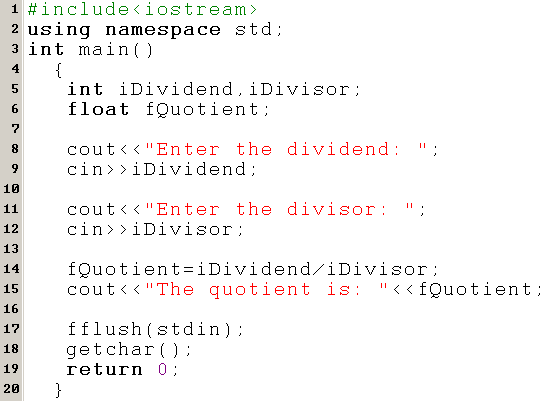 1 #include<iostream>
2 using namespace std;
3 int main()
4 {
5 int iDividend,iDivisor;
6 float fQuotient;
7
8 cout<<"Enter the dividend: ";
9 cin>>iDividend;
10
11 cout<<"Enter the divisor: ";
12 cin>>iDivisor;
13
14 fQuotient=iDividend/iDivisor;
15 cout<<"The quotient is: "<<fQuotient;
16
17 fflush(stdin);
18 getchar();
19 return 0;
20 }